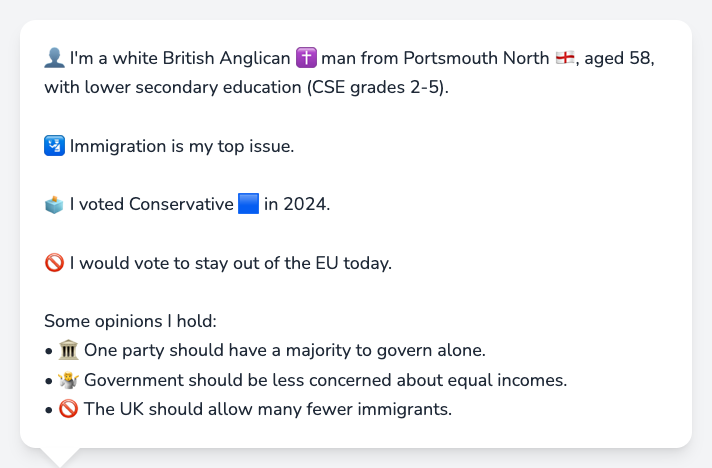 👤 I'm a white British Anglican ✝️ man from Portsmouth North 🏴󠁧󠁢󠁥󠁮󠁧󠁿, aged 58,
with lower secondary education (CSE grades 2-5).
🛂 Immigration is my top issue.
🗳️ I voted Conservative 🟦 in 2024.
🚫 I would vote to stay out of the EU today.
Some opinions I hold:
• 🏛️ One party should have a majority to govern alone.
• 🤷 Government should be less concerned about equal incomes.
• 🚫 The UK should allow many fewer immigrants.